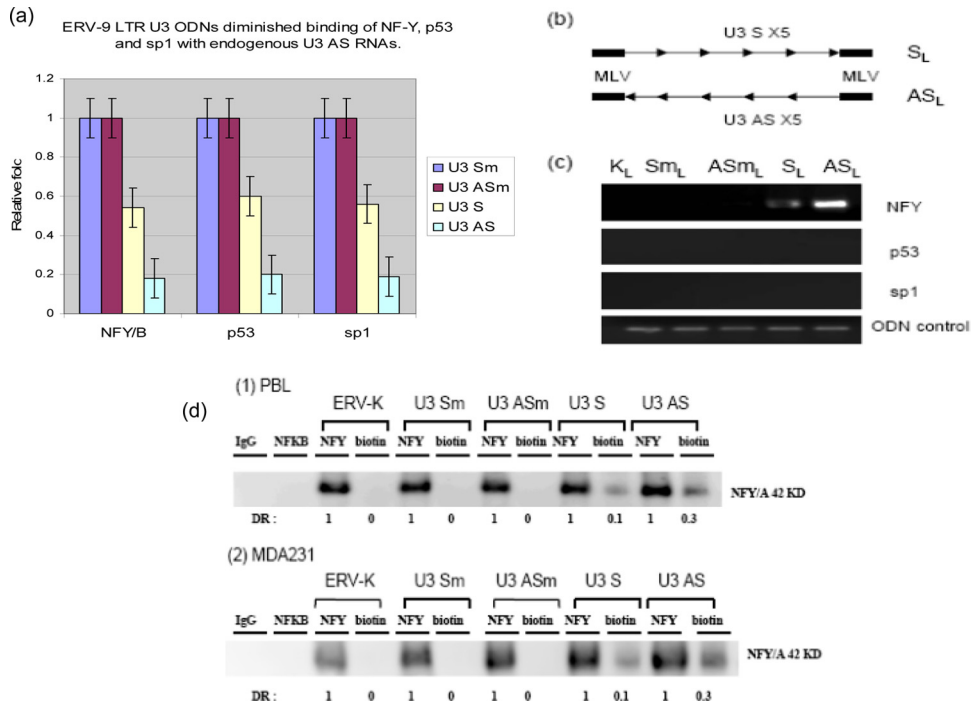 (a)
ERV-9 LTR U3 ODNs diminished binding of NF-Y, p53
and sp1 with endogenous U3 AS RNAs.
Relative folc
1.2
1
0.8
0.6
0.4
0.2
0
NFY/B p53 sp1
U3 Sm
U3 ASm
U3 S
U3 AS
(b)
U3 S X5
SL
MLV MLV
ASL
U3 AS X5
(c)
KL SmL ASmL SL ASL
NFY
p53
sp1
ODN control
(d)
(1) PBL
ERV-K U3 Sm U3 ASm U3 S U3 AS
IgG NFKB NFY biotin NFY biotin NFY biotin NFY biotin NFY biotin
NFY/A 42 KD
DR : 1 0 1 0 1 0 1 0.1 1 0.3
(2) MDA231
ERV-K U3 Sm U3 ASm U3 S U3 AS
IgG NFKB NFY biotin NFY biotin NFY biotin NFY biotin NFY biotin
NFY/A 42 KD
DR : 1 0 1 0 1 0 1 0.1 1 0.3